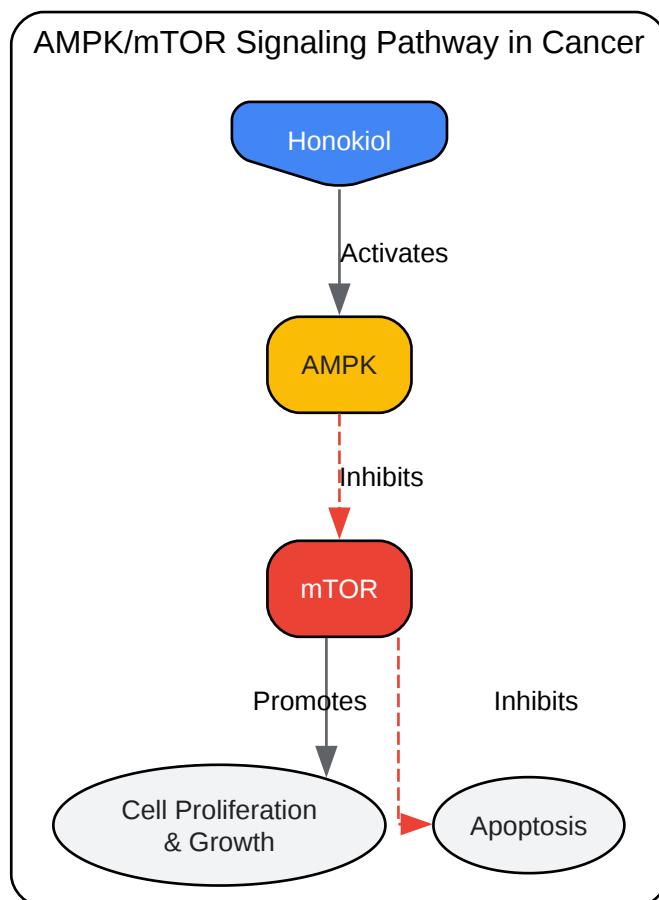 AMPK/mTOR Signaling Pathway in Cancer
Honokiol
Activates
AMPK
Inhibits
mTOR
Promotes
Inhibits
Cell Proliferation
& Growth
Apoptosis